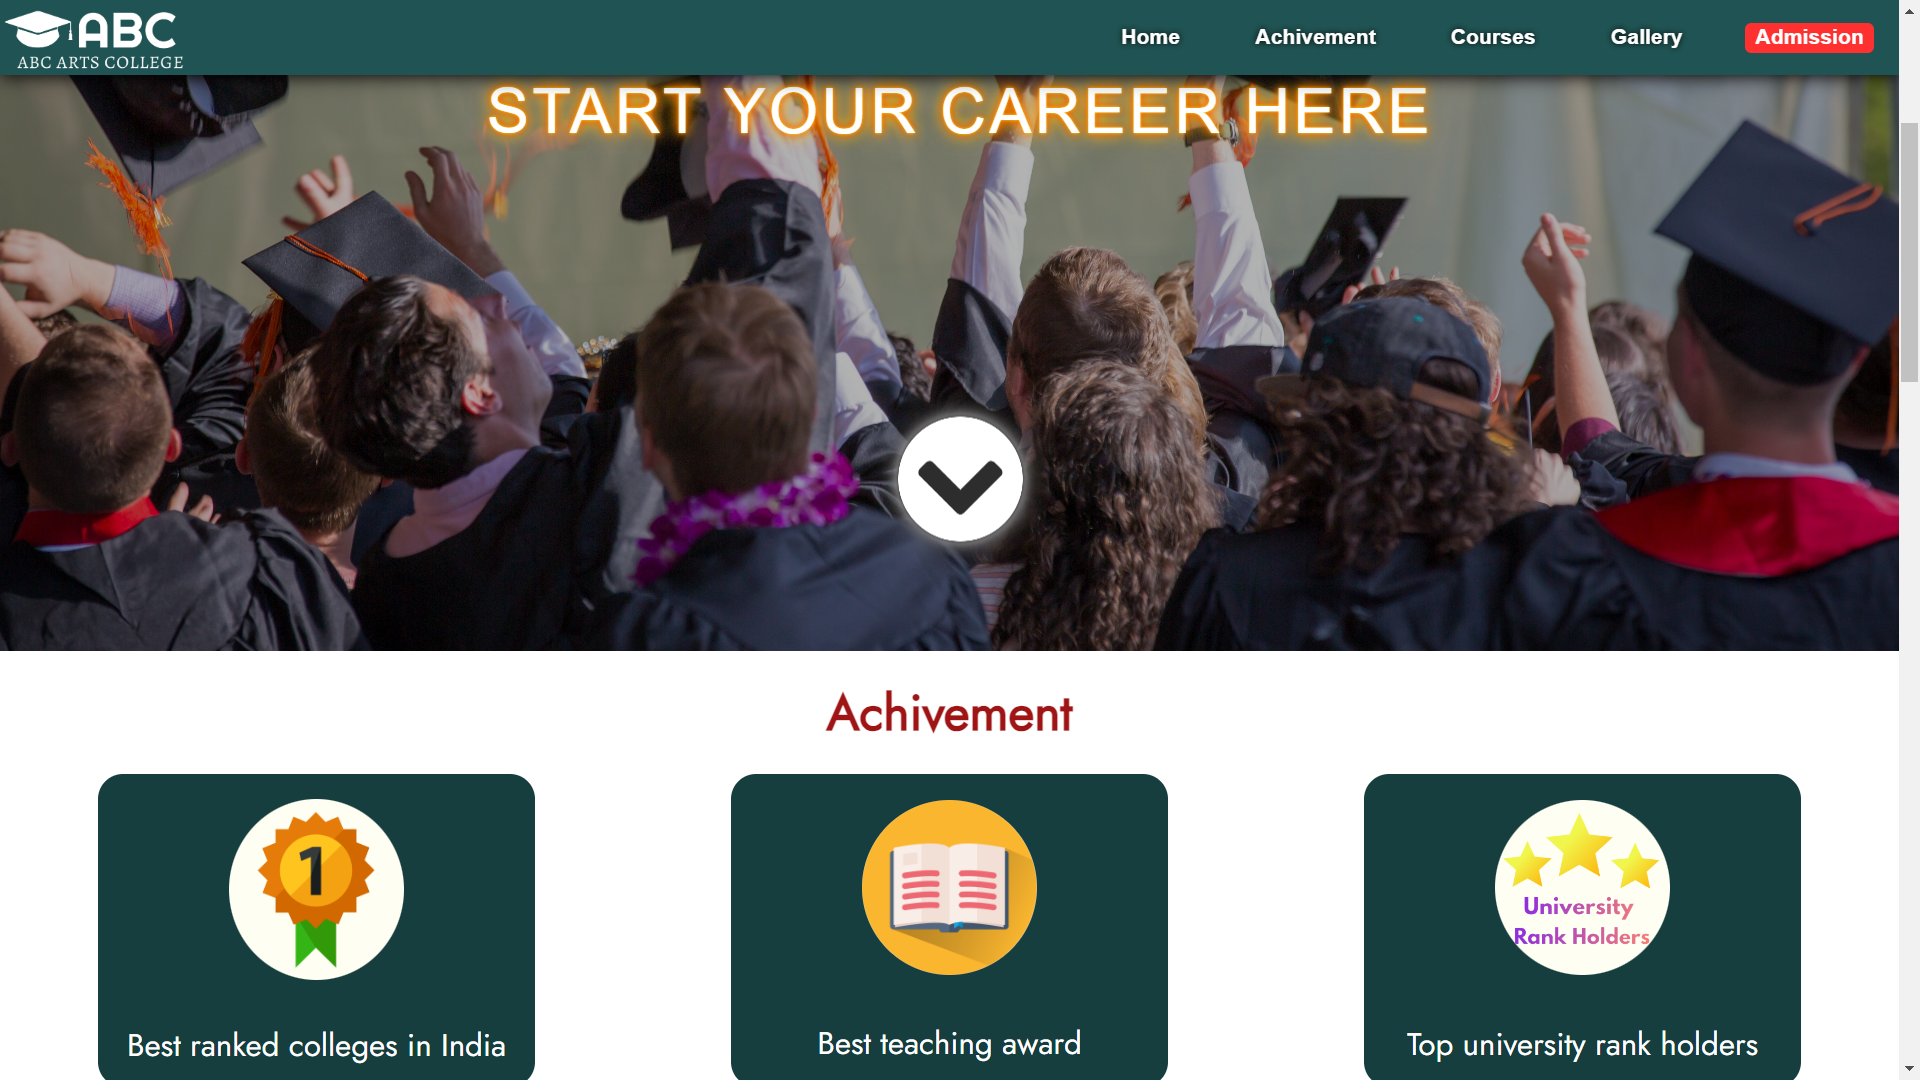 ABC
ABC ARTS COLLEGE
Home
Achivement
Courses
Gallery
Admission
START YOUR CAREER HERE
Achivement
1
Best ranked colleges in India
Best teaching award
University
Rank Holders
Top university rank holders